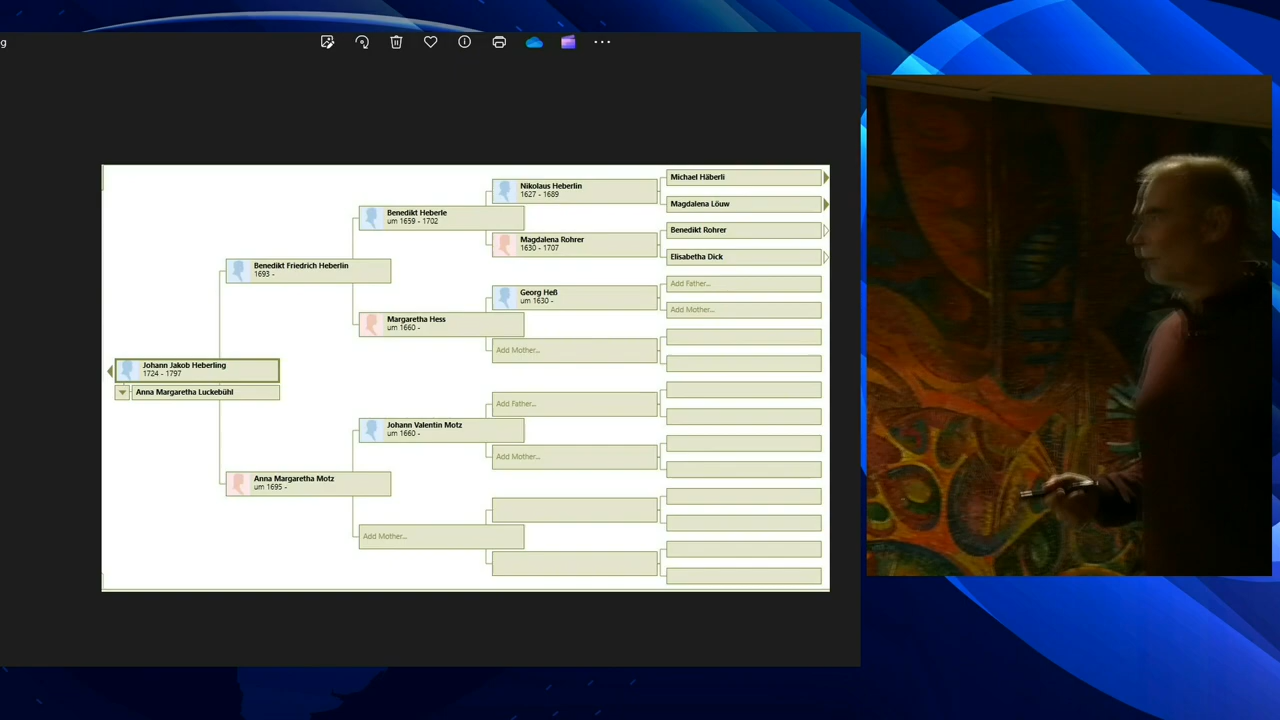 g
Nikolaus Heberlin
1627 - 1689
Michael Häberli
Magdalena Löuw
Benedikt Heberle
um 1659 - 1702
Magdalena Rohrer
1630 - 1707
Benedikt Rohrer
Elisabetha Dick
Benedikt Friedrich Heberlin
1693 -
Georg Heß
um 1630 -
Add Father...
Add Mother...
Margaretha Hess
um 1660 -
Add Mother...
Johann Jakob Heberling
1724 - 1797
Anna Margaretha Luckebühl
Johann Valentin Motz
um 1660 -
Add Father...
Add Mother...
Anna Margaretha Motz
um 1695 -
Add Mother...